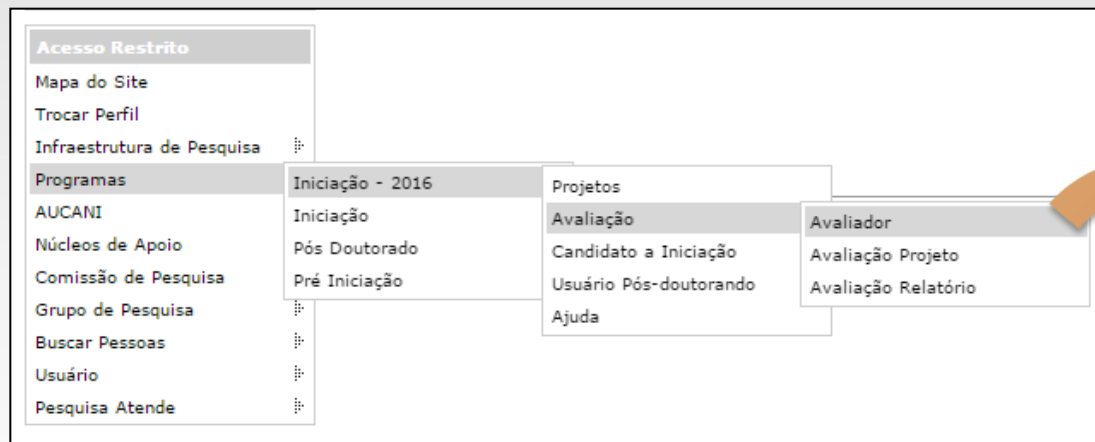 Acesso Restrito
Mapa do Site
Trocar Perfil
Infraestrutura de Pesquisa
Programas
AUCANI
Núcleos de Apoio
Comissão de Pesquisa
Grupo de Pesquisa
Buscar Pessoas
Usuário
Pesquisa Atende
Iniciação - 2016
Iniciação
Pós Doutorado
Pré Iniciação
Projetos
Avaliação
Candidato a Iniciação
Usuário Pós-doutorando
Ajuda
Avaliador
Avaliação Projeto
Avaliação Relatório